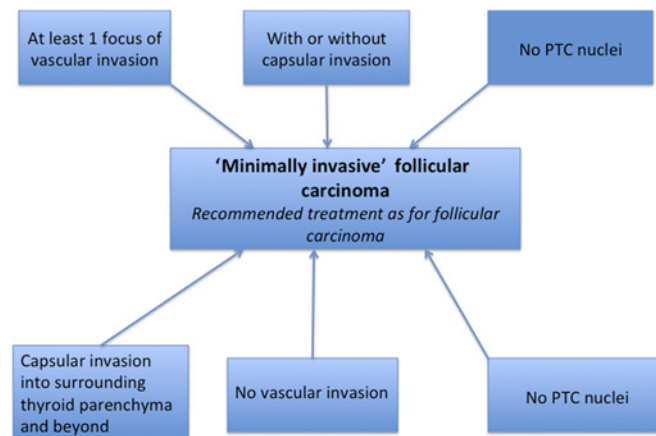 At least 1 focus of
vascular invasion
With or without
capsular invasion
No PTC nuclei
‘Minimally invasive’ follicular
carcinoma
Recommended treatment as for follicular
carcinoma
Capsular invasion
into surrounding
thyroid parenchyma
and beyond
No vascular invasion
No PTC nuclei